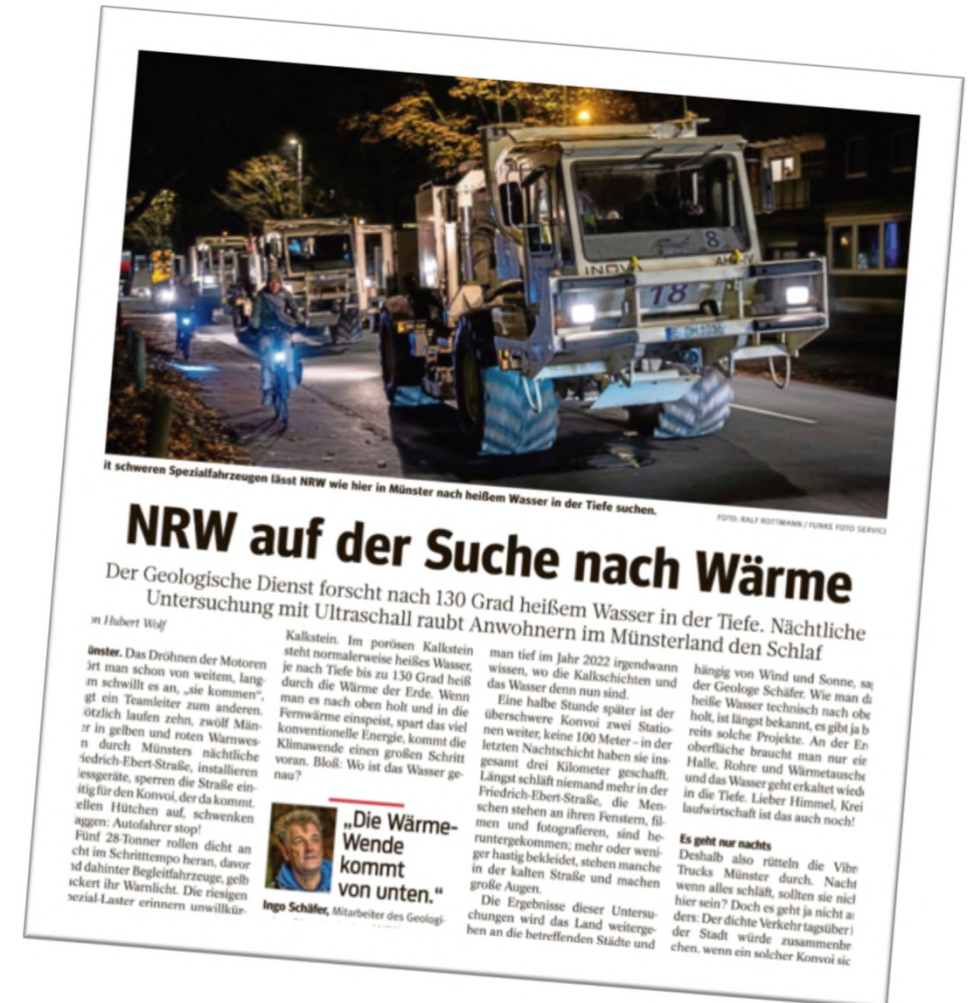 8
INOVA
AHV-IV
18
it schweren Spezialfahrzeugen lässt NRW wie hier in Münster nach heißem Wasser in der Tiefe suchen.
FOTO: RALF ROTTMANN / FUNKE FOTO SERVICE
NRW auf der Suche nach Wärme
Der Geologische Dienst forscht nach 130 Grad heißem Wasser in der Tiefe. Nächtliche
Untersuchung mit Ultraschall raubt Anwohnern im Münsterland den Schlaf
n Hubert Wolf
ünster. Das Dröhnen der Motoren
ört man schon von weitem, lang-
m schwillt es an, „sie kommen“,
gt ein Teamleiter zum anderen.
ötzlich laufen zehn, zwölf Män-
er in gelben und roten Warnwes-
n durch Münsters nächtliche
iedrich-Ebert-Straße, installieren
essgeräte, sperren die Straße ein-
itig für den Konvoi, der da kommt.
ellen Hütchen auf, schwenken
aggen: Autofahrer stop!
Fünf 28-Tonner rollen dicht an
cht im Schritttempo heran, davor
nd dahinter Begleitfahrzeuge, gelb
ackert ihr Warnlicht. Die riesigen
pezial-Laster erinnern unwillkür-
Kalkstein. Im porösen Kalkstein
steht normalerweise heißes Wasser,
je nach Tiefe bis zu 130 Grad heiß
durch die Wärme der Erde. Wenn
man es nach oben holt und in die
Fernwärme einspeist, spart das viel
konventionelle Energie, kommt die
Klimawende einen großen Schritt
voran. Bloß: Wo ist das Wasser ge-
nau?
„Die Wärme-
Wende
kommt
von unten.“
Ingo Schäfer, Mitarbeiter des Geologi-
man tief im Jahr 2022 irgendwann
wissen, wo die Kalkschichten und
das Wasser denn nun sind.
Eine halbe Stunde später ist der
überschwere Konvoi zwei Statio-
nen weiter, keine 100 Meter – in der
letzten Nachtschicht haben sie ins-
gesamt drei Kilometer geschafft.
Längst schläft niemand mehr in der
Friedrich-Ebert-Straße, die Men-
schen stehen an ihren Fenstern, fil-
men und fotografieren, sind he-
runtergekommen; mehr oder weni-
ger hastig bekleidet, stehen manche
in der kalten Straße und machen
große Augen.
Die Ergebnisse dieser Untersu-
chungen wird das Land weiterge-
ben an die betreffenden Städte und
hängig von Wind und Sonne, sa
der Geologe Schäfer. Wie man d
heiße Wasser technisch nach obe
holt, ist längst bekannt, es gibt ja b
reits solche Projekte. An der Er
oberfläche braucht man nur ein
Halle, Rohre und Wärmetausche
und das Wasser geht erkaltet wiede
in die Tiefe. Lieber Himmel, Krei
laufwirtschaft ist das auch noch!
Es geht nur nachts
Deshalb also rütteln die Vibr
Trucks Münster durch. Nacht
wenn alles schläft, sollten sie nicl
hier sein? Doch es geht ja nicht a
ders: Der dichte Verkehr tagsüber i
der Stadt würde zusammenbr
chen, wenn ein solcher Konvoi sic